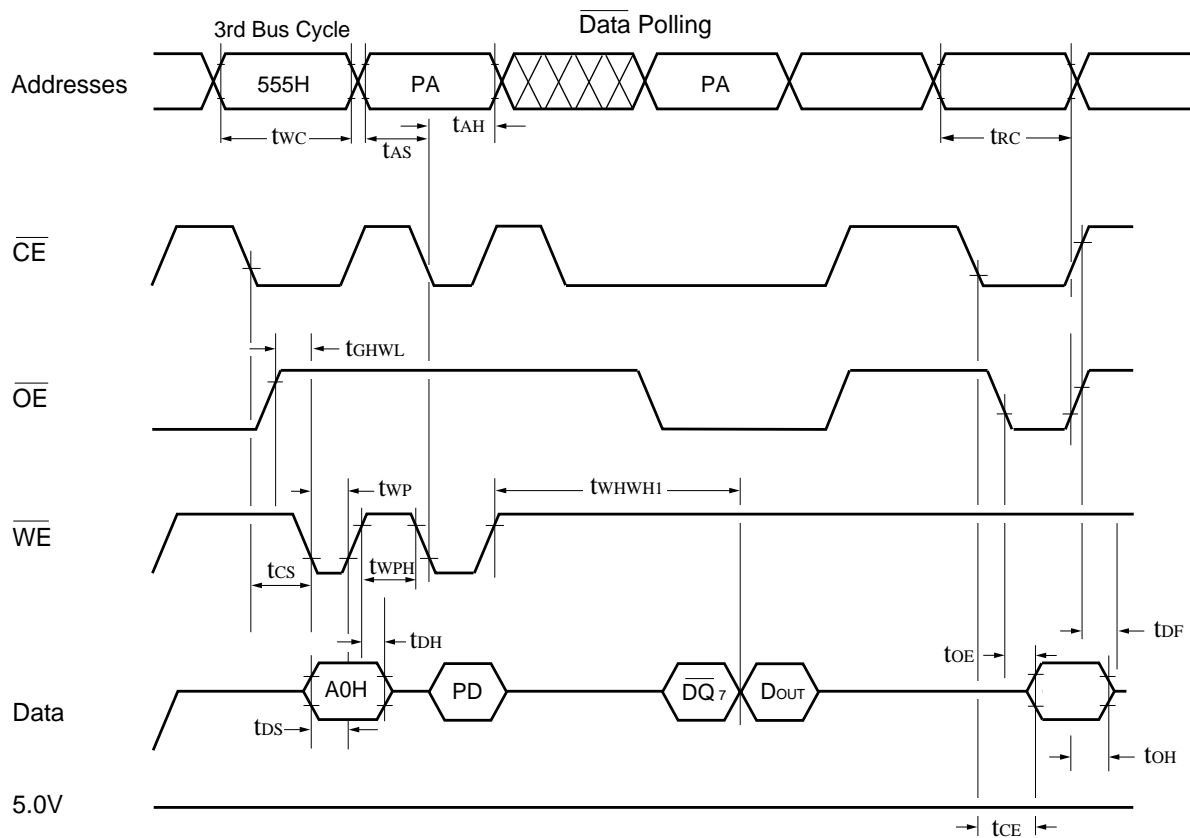 3rd Bus Cycle
Data Polling
Addresses
555H
PA
PA
tWC
tAS
tAH
tRC
CE
tGHWL
OE
tWP
tWHWH1
WE
tCS
tWPH
tDH
tOE
tDF
Data
A0H
PD
DQ7
DOUT
tDS
tOH
5.0V
tCE